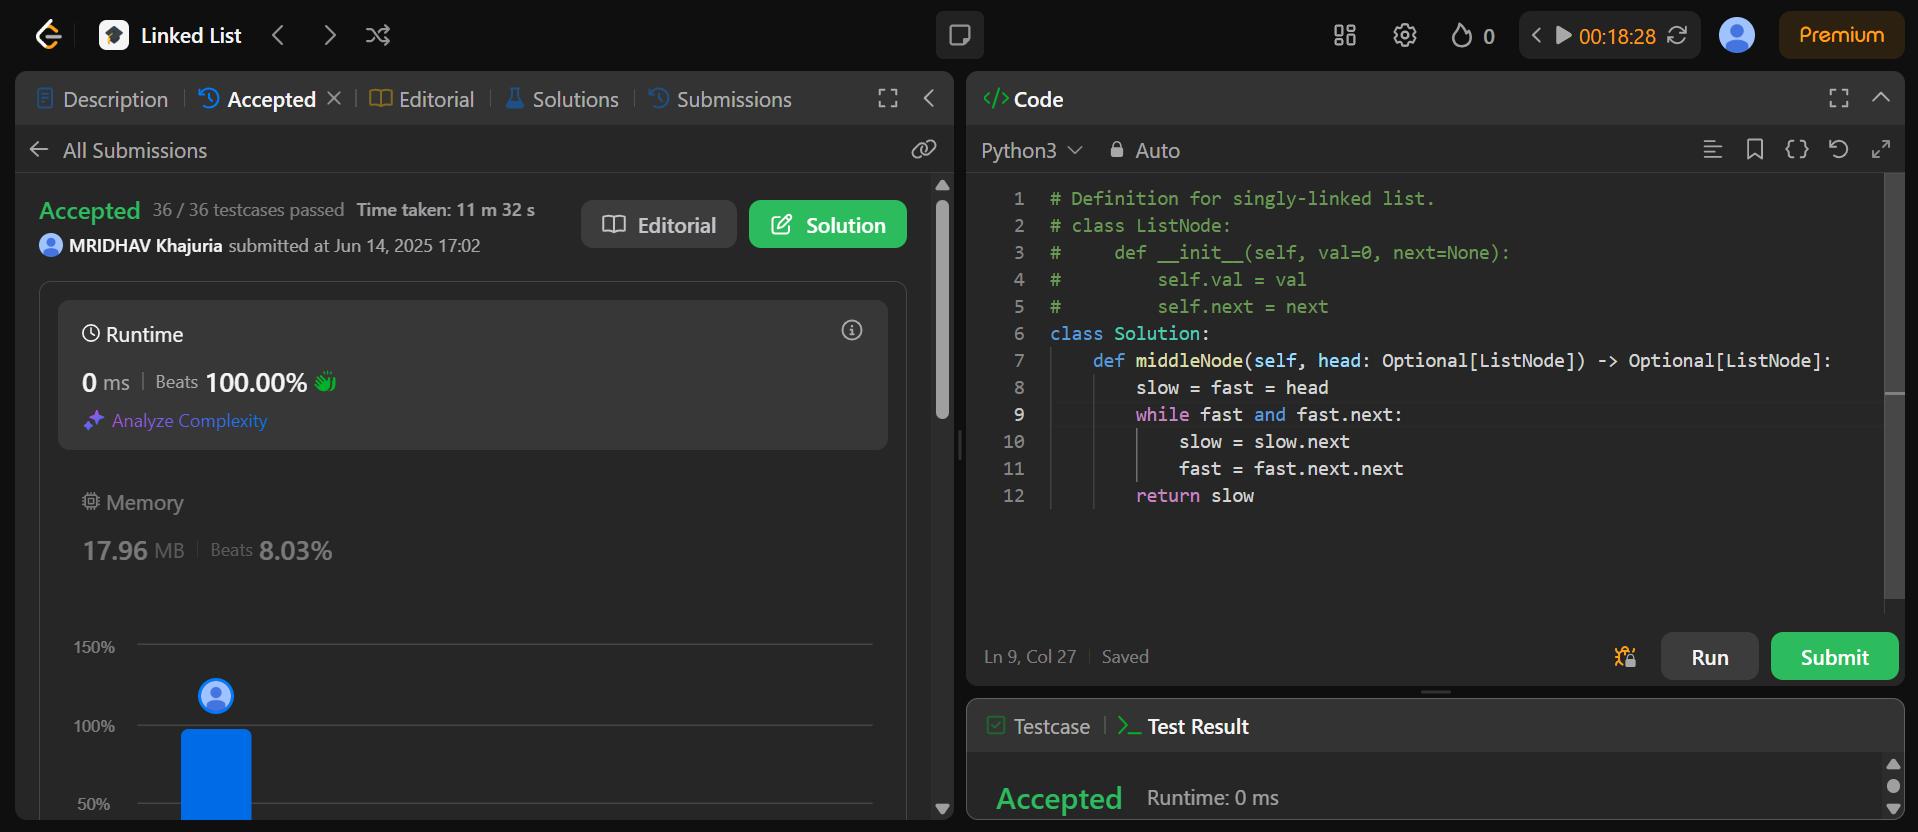 Linked List
0
00:18:28
Premium
Description
Accepted
Editorial
Solutions
Submissions
All Submissions
Accepted 36 / 36 testcases passed Time taken: 11 m 32 s
MRIDHAV Khajuria submitted at Jun 14, 2025 17:02
Editorial
Solution
Runtime
0 ms Beats 100.00%
Analyze Complexity
Memory
17.96 MB Beats 8.03%
150%
100%
50%
</> Code
Python3
Auto
1 # Definition for singly-linked list.
2 # class ListNode:
3 #     def __init__(self, val=0, next=None):
4 #         self.val = val
5 #         self.next = next
6 class Solution:
7     def middleNode(self, head: Optional[ListNode]) -> Optional[ListNode]:
8         slow = fast = head
9         while fast and fast.next:
10             slow = slow.next
11             fast = fast.next.next
12         return slow
Ln 9, Col 27 Saved
Run
Submit
Testcase
Test Result
Accepted Runtime: 0 ms